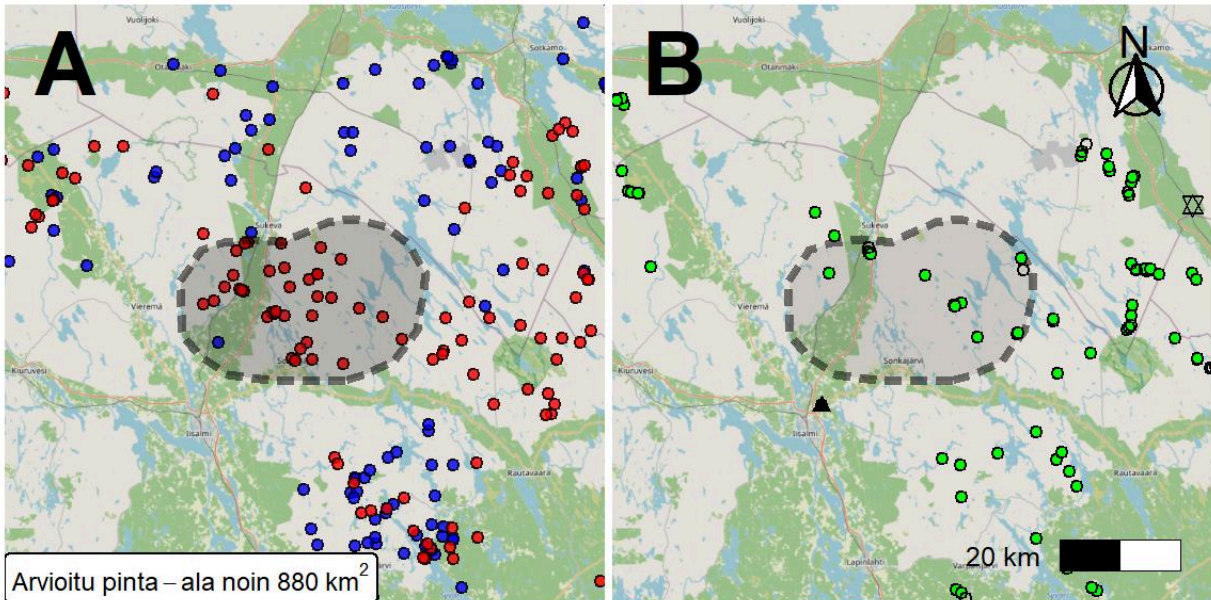 A
Vuolijoki
Otanmäki
Sotkamo
Sukeva
Vieremä
Kiuruvesi
Iisalmi
Rautavaara
Arvioitu pinta – ala noin 880 km²
B
N
Vuolijoki
Otanmäki
Sotkamo
Sukeva
Vieremä
Kiuruvesi
Sonkajärvi
Iisalmi
Rautavaara
Lapinlahti
20 km